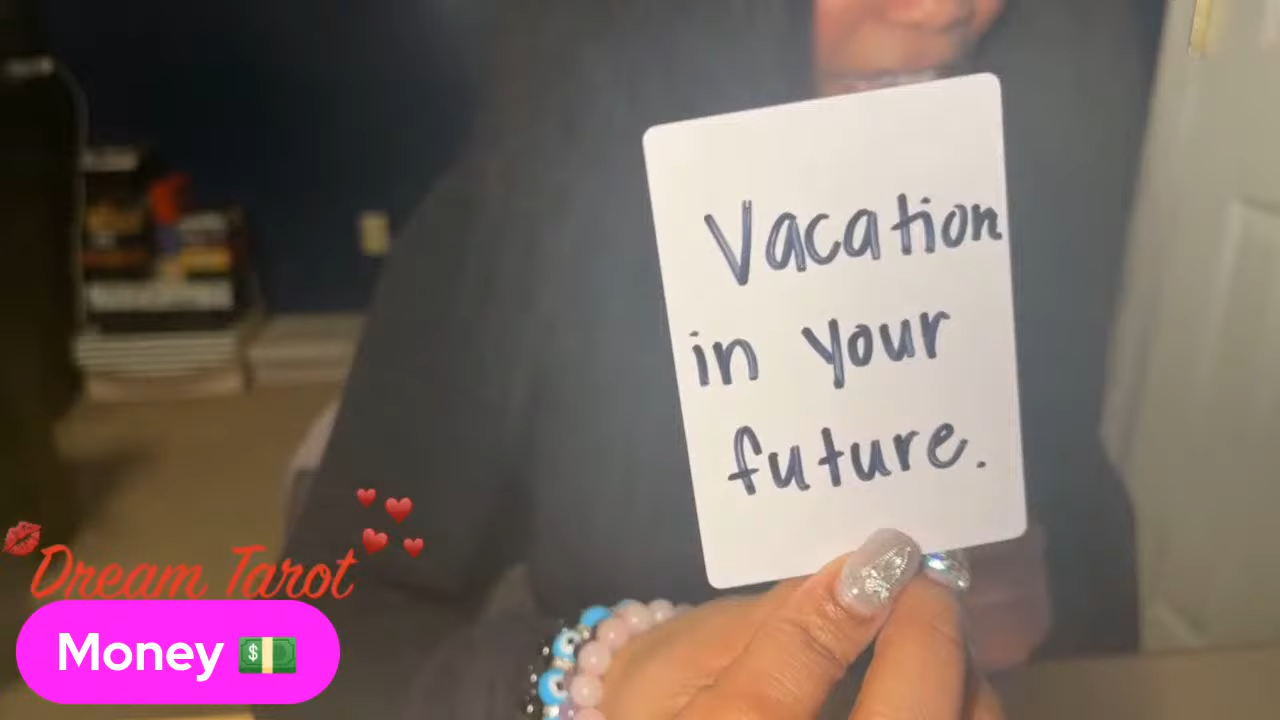 Vacation
in your
future.
Dream Tarot
Money 💵